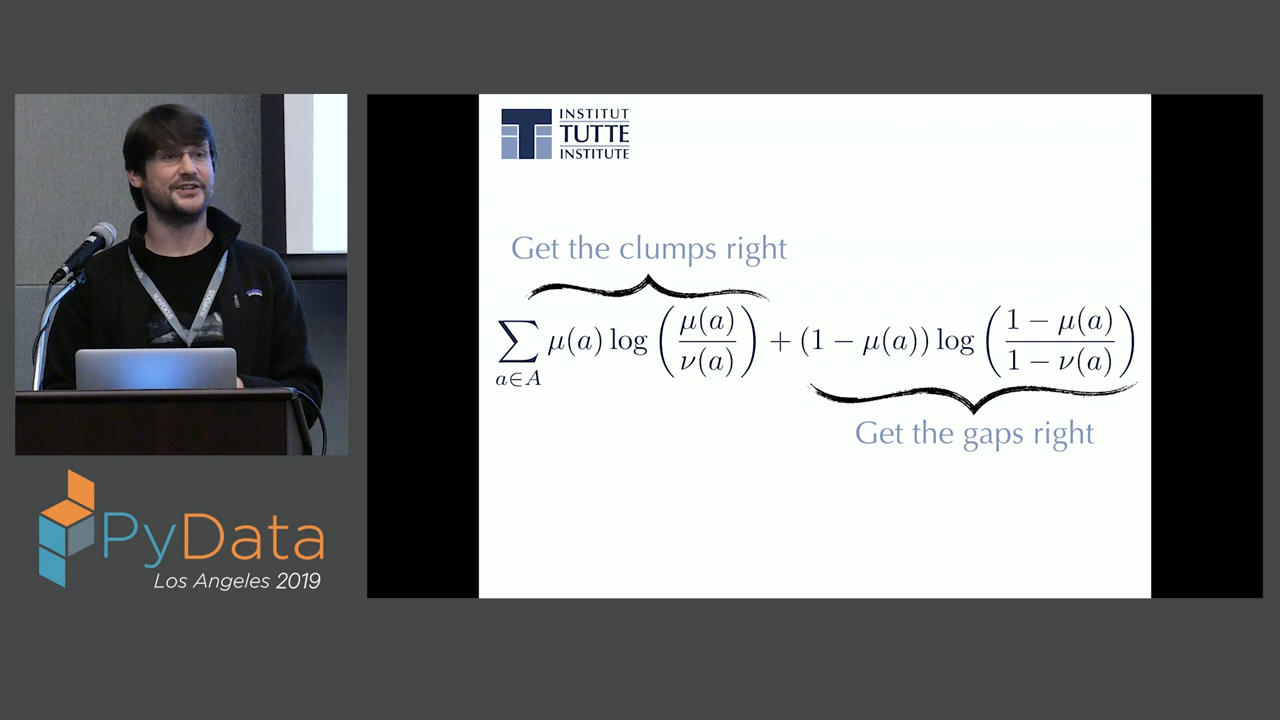 INSTITUT
TUTTE
INSTITUTE
Get the clumps right
∑_{a∈A} μ(a) log (μ(a)/ν(a)) + (1 − μ(a)) log ((1 − μ(a))/(1 − ν(a)))
Get the gaps right
PyData
Los Angeles 2019